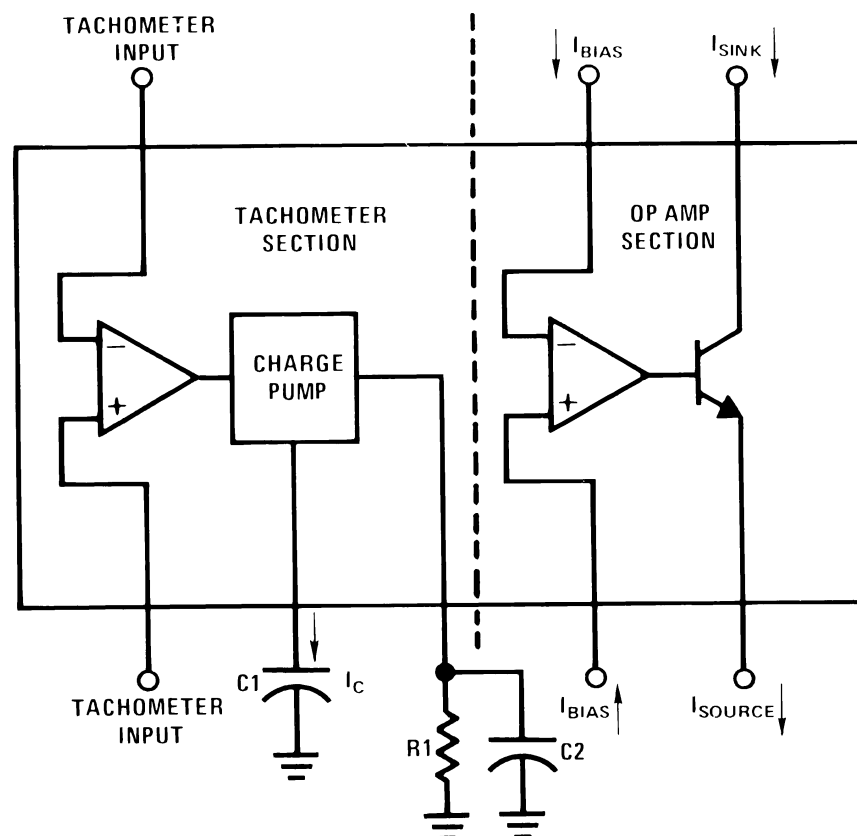 TACHOMETER
INPUT
I_BIAS
I_SINK
TACHOMETER
SECTION
OP AMP
SECTION
−
+
CHARGE
PUMP
−
+
C1
I_C
TACHOMETER
INPUT
R1
C2
I_BIAS
I_SOURCE